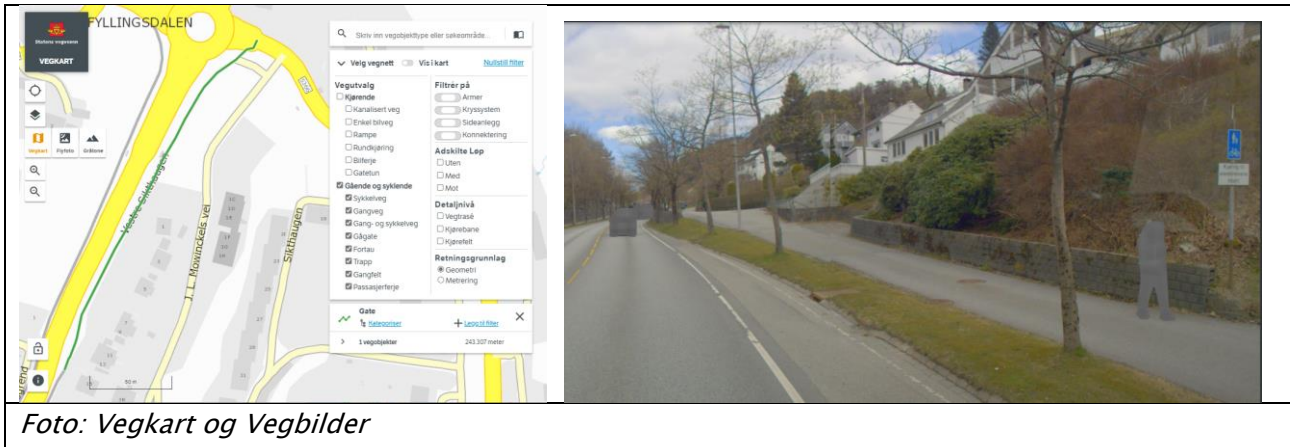 FYLLINGSDALEN
Statens vegvesen
VEGKART
Skriv inn vegobjekttype eller søkeområde...
Velg vegnett
Vis i kart
Nullstill filter
Vegutvalg
Kjørende
Kanalisert veg
Enkel bilveg
Rampe
Rundkjøring
Bilferje
Gatetun
Gående og syklende
Sykkelveg
Gangveg
Gang- og sykkelveg
Gågate
Fortau
Trapp
Gangfelt
Passasjerferje
Filtrér på
Armer
Kryssystem
Sideanlegg
Konnektering
Adskilte Løp
Uten
Med
Mot
Detaljnivå
Vegtrasé
Kjørebane
Kjørefelt
Retningsgrunnlag
Geometri
Metrering
Gate
Kategoriser
Legg til filter
1 vegobjekter
243.307 meter
Vegkart
Flyfoto
Gråtone
Vestre Sikthaugen
J. L. Mowinckels vei
Sikthaugen
50 m
Foto: Vegkart og Vegbilder